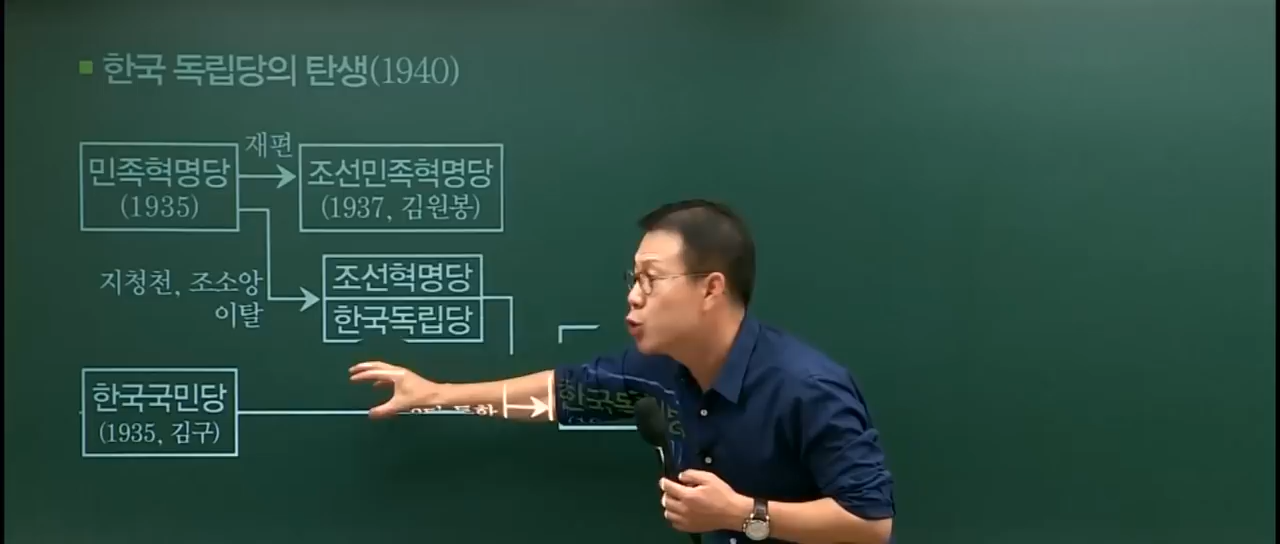 한국 독립당의 탄생(1940)
재편
민족혁명당
(1935)
조선민족혁명당
(1937, 김원봉)
지청천, 조소앙
이탈
조선혁명당
한국독립당
한국국민당
(1935, 김구)
통합